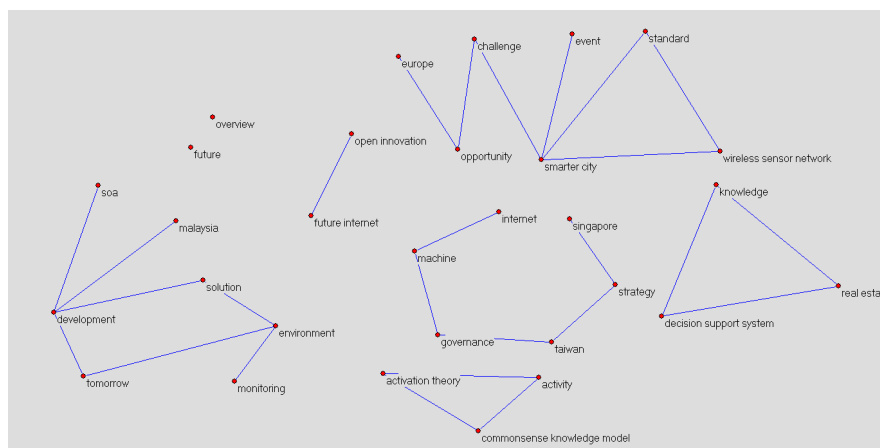 standard
event
challenge
europe
overview
open innovation
future
opportunity
wireless sensor network
smarter city
soa
knowledge
malaysia
future internet
internet
singapore
machine
solution
strategy
real esta
development
environment
decision support system
governance
taiwan
tomorrow
monitoring
activation theory
activity
commonsense knowledge model